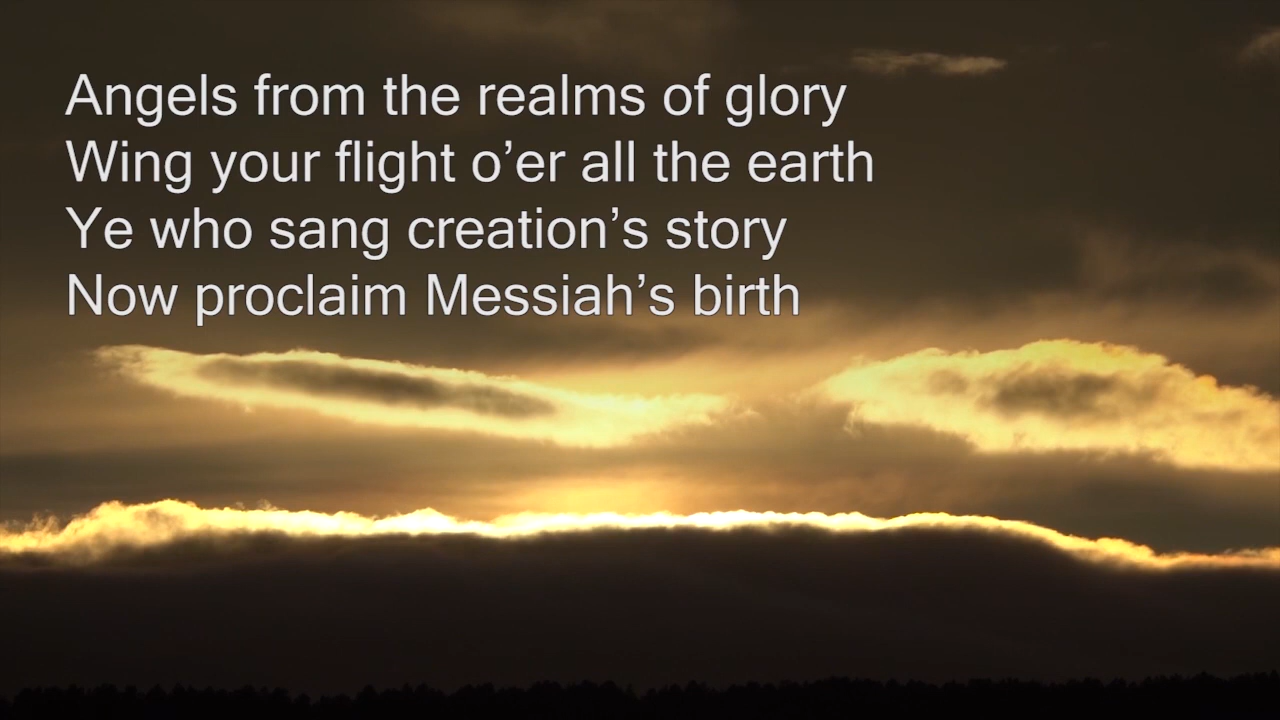 Angels from the realms of glory
Wing your flight o’er all the earth
Ye who sang creation’s story
Now proclaim Messiah’s birth